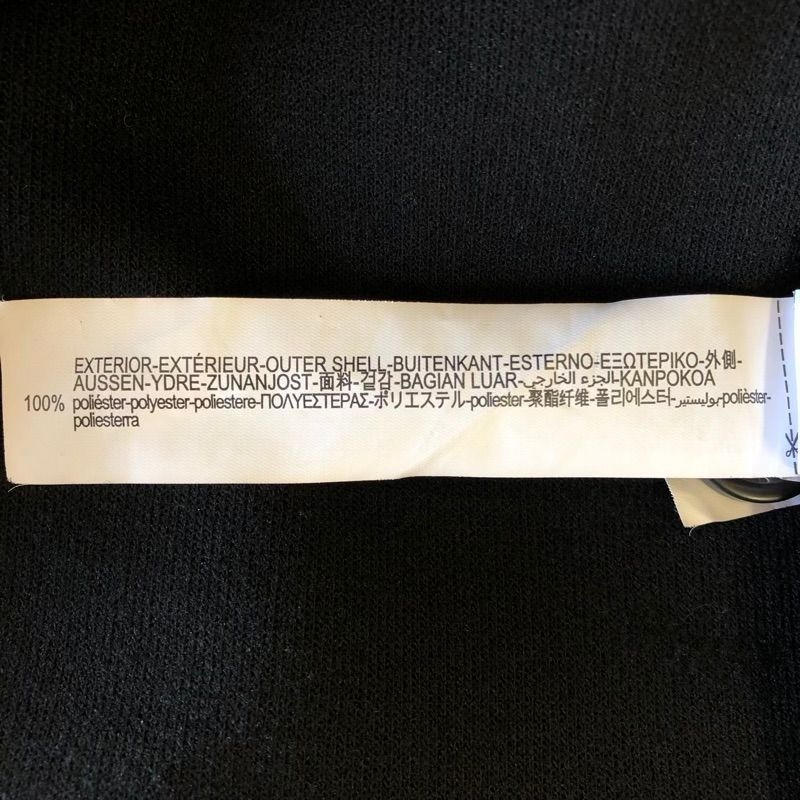 EXTERIOR-EXTÉRIEUR-OUTER SHELL-BUITENKANT-ESTERNO-ΕΞΩΤΕΡΙΚΟ-外側-
AUSSEN-YDRE-ZUNANJOST-面料-겉감-BAGIAN LUAR-الجزء الخارجي-KANPOKOA
100% poliéster-polyester-poliestere-ΠΟΛΥΕΣΤΕΡΑΣ-ポリエステル-poliester-聚酯纤维-폴리에스터-بوليستير-polièster-
poliesterra